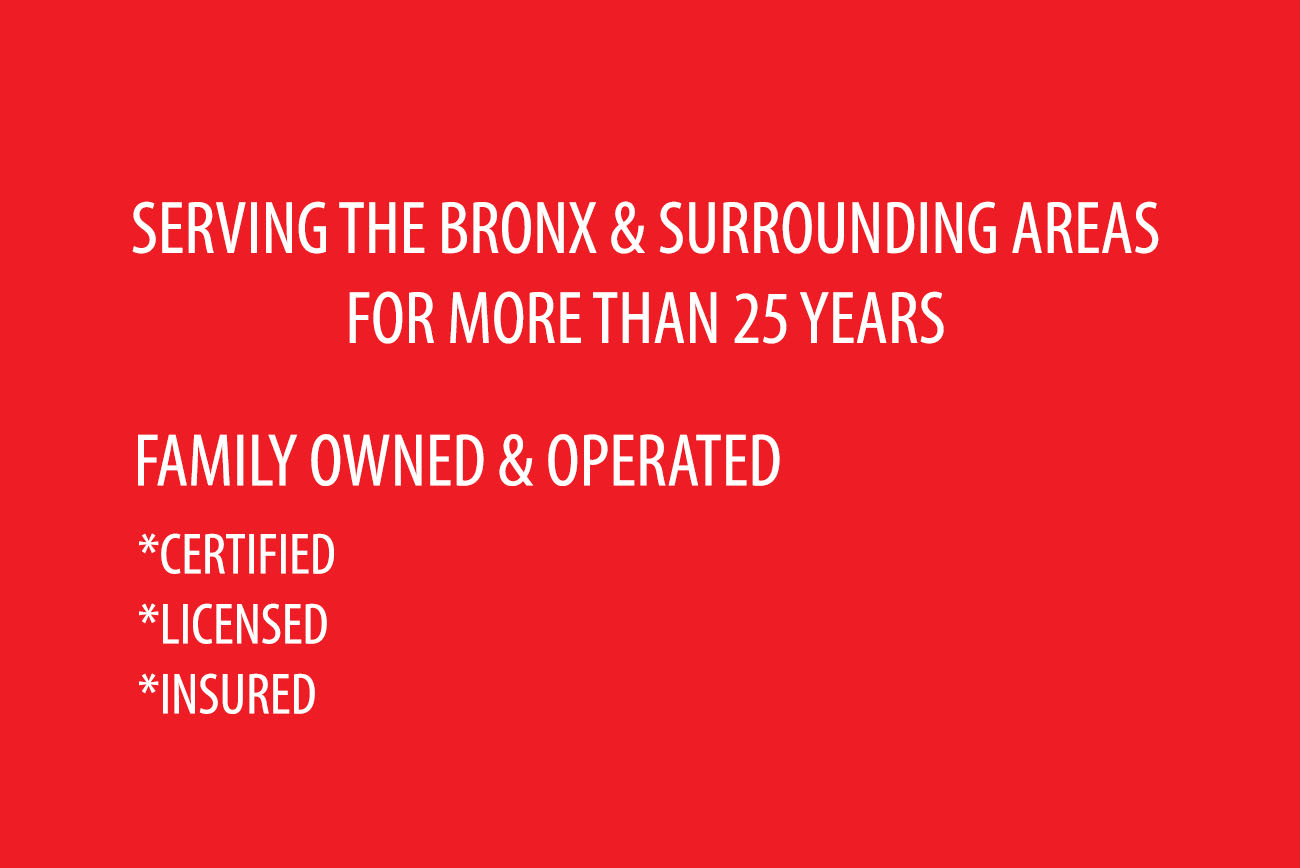 SERVING THE BRONX & SURROUNDING AREAS
FOR MORE THAN 25 YEARS
FAMILY OWNED & OPERATED
*CERTIFIED
*LICENSED
*INSURED